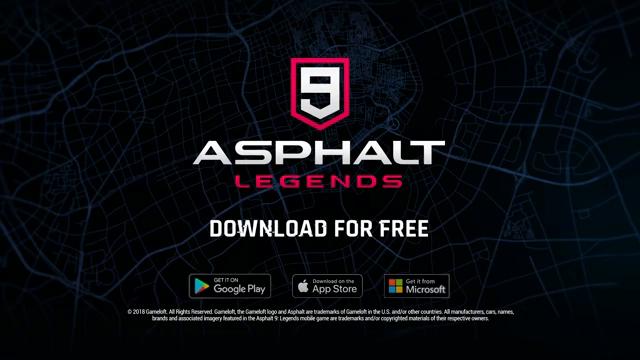 9
ASPHALT
LEGENDS
DOWNLOAD FOR FREE
GET IT ON
Google Play
Download on the
App Store
Get it from
Microsoft
© 2018 Gameloft. All Rights Reserved. Gameloft, the Gameloft logo and Asphalt are trademarks of Gameloft in the U.S. and/or other countries. All manufacturers, cars, names,
brands and associated imagery featured in the Asphalt 9: Legends mobile game are trademarks and/or copyrighted materials of their respective owners.